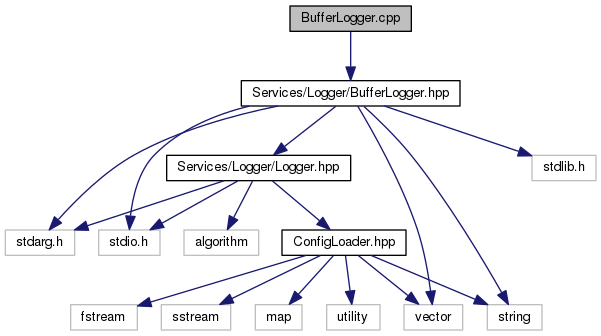 BufferLogger.cpp
Services/Logger/BufferLogger.hpp
Services/Logger/Logger.hpp
stdlib.h
stdarg.h
stdio.h
algorithm
ConfigLoader.hpp
fstream
sstream
map
utility
vector
string